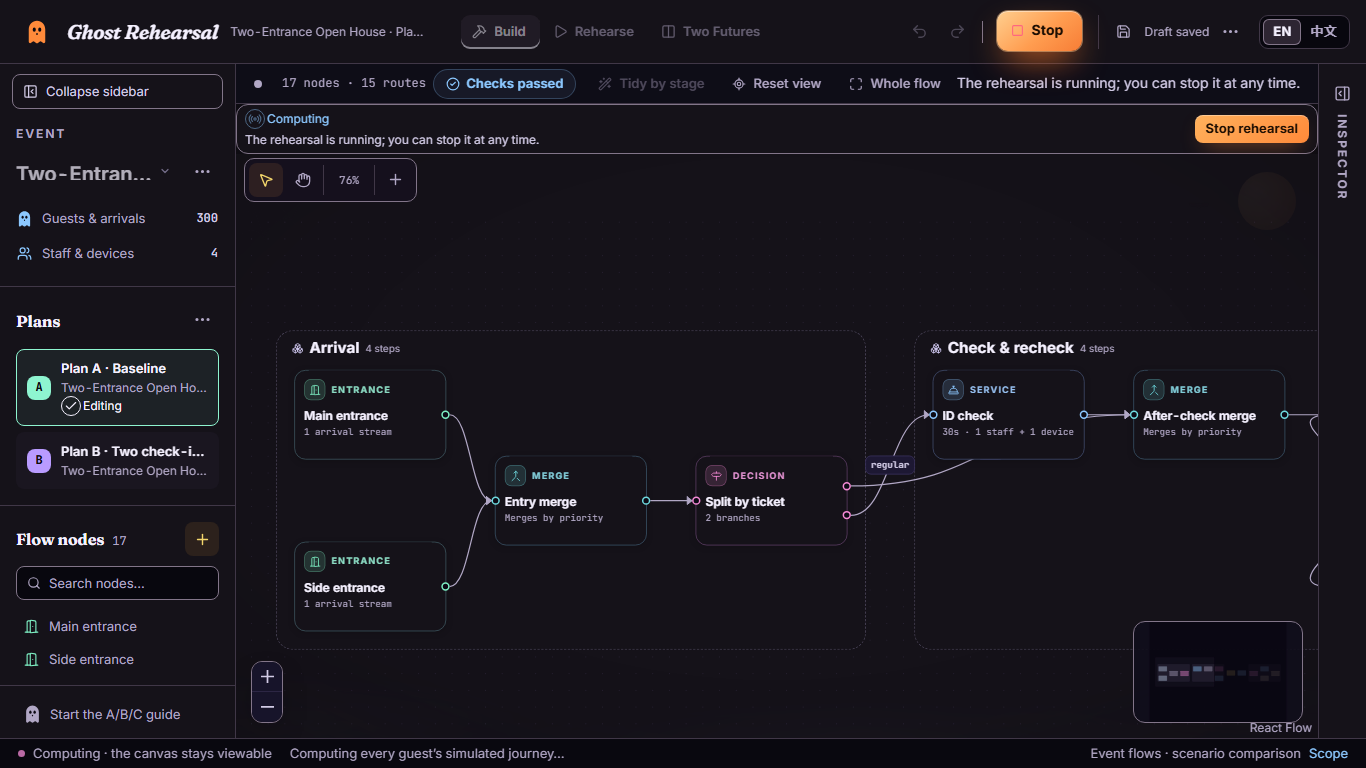 Ghost Rehearsal
Two-Entrance Open House · Pla...
Build
Rehearse
Two Futures
Stop
Draft saved
EN
中文
Collapse sidebar
EVENT
Two-Entran...
Guests & arrivals 300
Staff & devices 4
Plans
Plan A · Baseline
A
Two-Entrance Open Ho...
Editing
Plan B · Two check-i...
B
Two-Entrance Open Ho...
Flow nodes 17
Search nodes...
Main entrance
Side entrance
Start the A/B/C guide
17 nodes · 15 routes
Checks passed
Tidy by stage
Reset view
Whole flow
The rehearsal is running; you can stop it at any time.
Computing
The rehearsal is running; you can stop it at any time.
Stop rehearsal
76%
Arrival 4 steps
ENTRANCE
Main entrance
1 arrival stream
MERGE
Entry merge
Merges by priority
DECISION
Split by ticket
2 branches
ENTRANCE
Side entrance
1 arrival stream
regular
Check & recheck 4 steps
SERVICE
ID check
30s · 1 staff + 1 device
MERGE
After-check merge
Merges by priority
INSPECTOR
React Flow
Computing · the canvas stays viewable
Computing every guest's simulated journey...
Event flows · scenario comparison
Scope